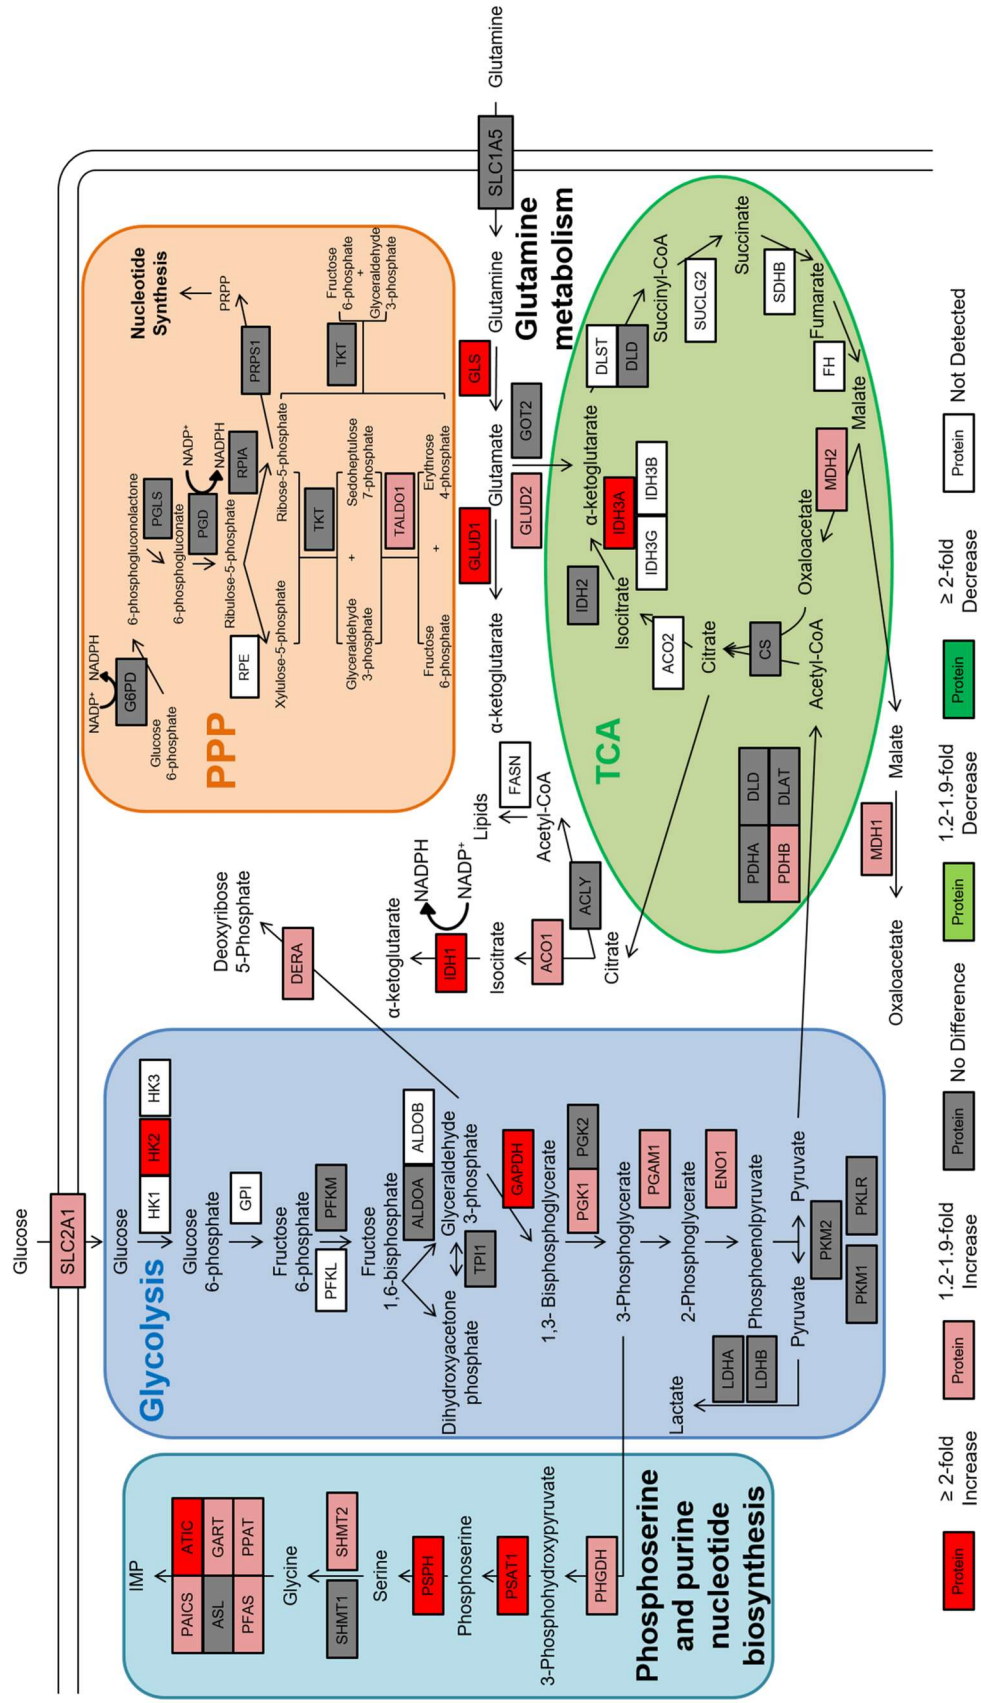 Glucose
SLC2A1
Phosphoserine
and purine
nucleotide
biosynthesis
IMP
PAICS
ATIC
ASL
GART
PFAS
PPAT
Glycine
SHMT1
SHMT2
Serine
PSPH
Phosphoserine
PSAT1
3-Phosphohydroxypyruvate
PHGDH
Glycolysis
Glucose
HK1
HK2
HK3
Glucose
6-phosphate
GPI
Fructose
6-phosphate
PFKL
PFKM
Fructose
1,6-bisphosphate
ALDOA
ALDOB
Dihydroxyacetone
phosphate
Glyceraldehyde
3-phosphate
TPI1
GAPDH
1,3- Bisphosphoglycerate
PGK1
PGK2
3-Phosphoglycerate
PGAM1
2-Phosphoglycerate
ENO1
Phosphoenolpyruvate
Lactate
LDHA
LDHB
Pyruvate
Pyruvate
PKM2
PKM1
PKLR
Deoxyribose
5-Phosphate
DERA
α-ketoglutarate
IDH1
NADPH
NADP⁺
Isocitrate
ACO1
Citrate
ACLY
Acetyl-CoA
FASN
Lipids
PPP
NADP⁺
NADPH
G6PD
Glucose
6-phosphate
6-phosphogluconolactone
PGLS
6-phosphogluconate
PGD
NADP⁺
NADPH
Ribulose-5-phosphate
RPE
RPIA
Xylulose-5-phosphate
Ribose-5-phosphate
PRPS1
PRPP
Nucleotide
Synthesis
TKT
Glyceraldehyde
3-phosphate
+
Sedoheptulose
7-phosphate
TALDO1
Fructose
6-phosphate
+
Erythrose
4-phosphate
TKT
Fructose
6-phosphate
+
Glyceraldehyde
3-phosphate
α-ketoglutarate
GLUD1
Glutamate
GLS
Glutamine
SLC1A5
Glutamine
GLUD2
GOT2
Glutamine
metabolism
TCA
α-ketoglutarate
IDH2
IDH3A
IDH3G
IDH3B
Isocitrate
ACO2
Citrate
CS
Acetyl-CoA
Oxaloacetate
MDH2
Malate
FH
Fumarate
SDHB
Succinate
SUCLG2
Succinyl-CoA
DLST
DLD
PDHA
DLD
PDHB
DLAT
Malate
MDH1
Oxaloacetate
Protein
≥ 2-fold
Increase
Protein
1.2-1.9-fold
Increase
Protein
No Difference
Protein
1.2-1.9-fold
Decrease
Protein
≥ 2-fold
Decrease
Protein
Not Detected